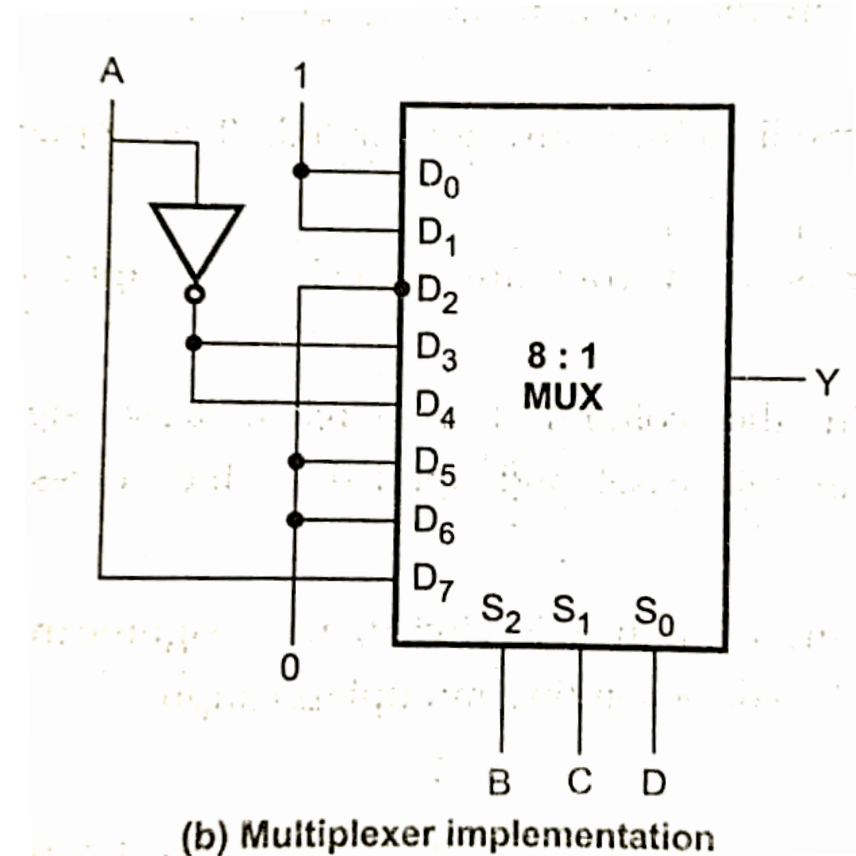 A
1
D0
D1
D2
D3
D4
D5
D6
D7
8 : 1
MUX
Y
S2 S1 S0
0
B C D
(b) Multiplexer implementation